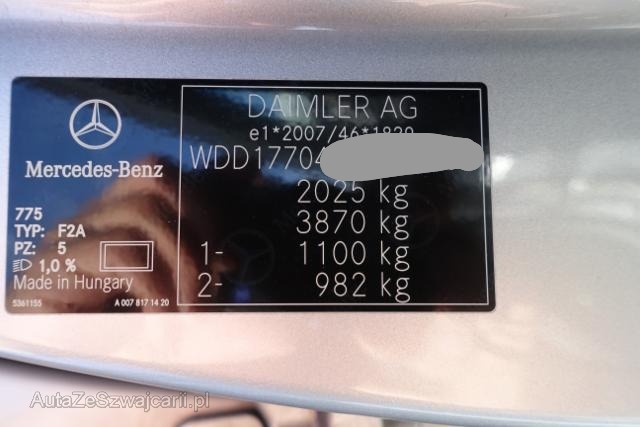 Mercedes-Benz
775
TYP: F2A
PZ: 5
1,0 %
Made in Hungary
5361155
A 007 817 14 20
DAIMLER AG
e1*2007/46*1829
WDD17704
2025 kg
3870 kg
1- 1100 kg
2- 982 kg
AutaZeSzwajcarii.pl